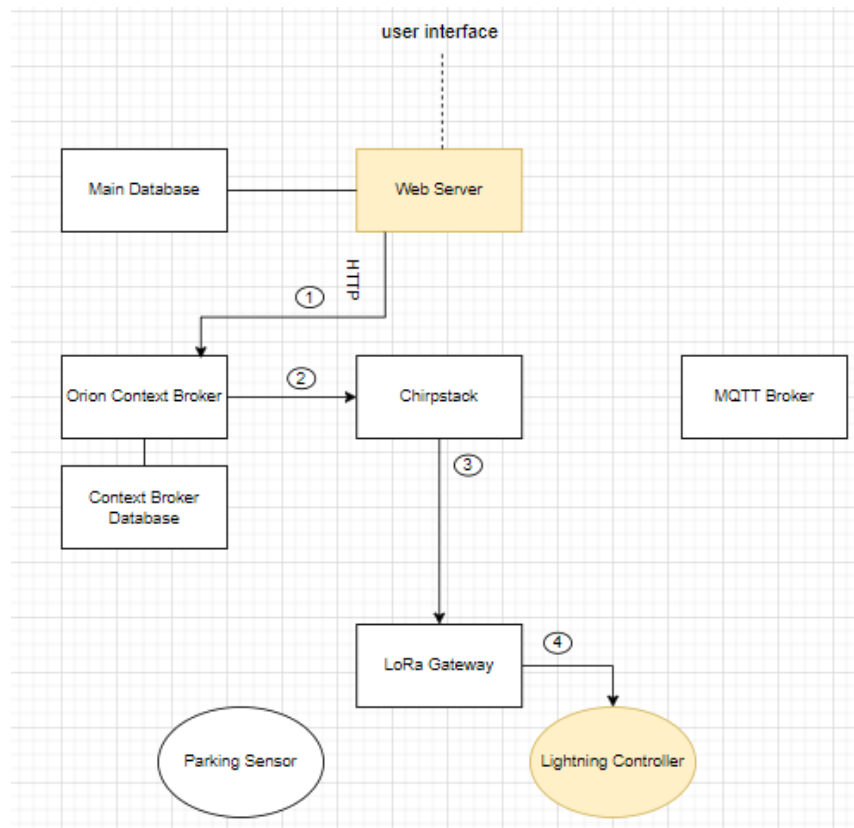 user interface
Main Database
Web Server
HTTP
1
Orion Context Broker
2
Chirpstack
MQTT Broker
3
Context Broker
Database
4
LoRa Gateway
Parking Sensor
Lightning Controller